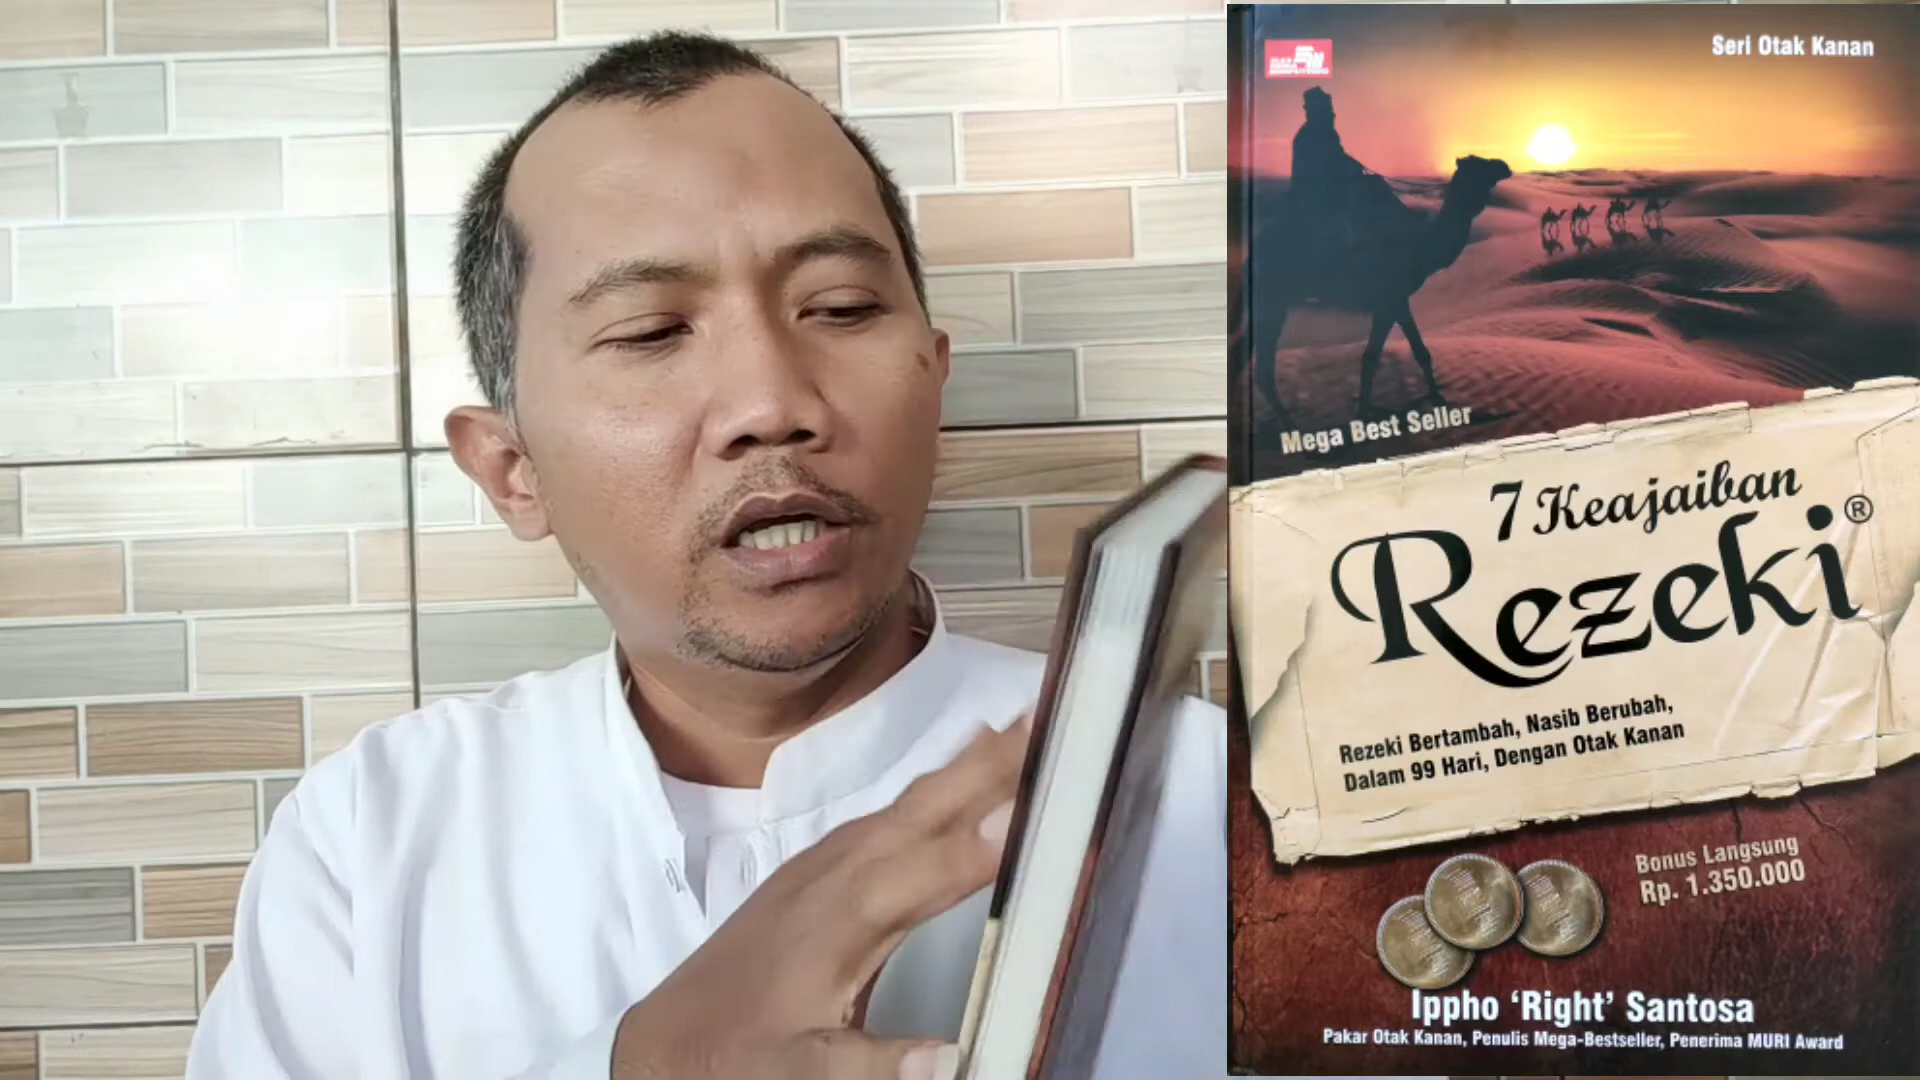 Seri Otak Kanan
Mega Best Seller
7 Keajaiban
Rezeki®
Rezeki Bertambah, Nasib Berubah,
Dalam 99 Hari, Dengan Otak Kanan
Bonus Langsung
Rp. 1.350.000
Ippho ‘Right’ Santosa
Pakar Otak Kanan, Penulis Mega-Bestseller, Penerima MURI Award